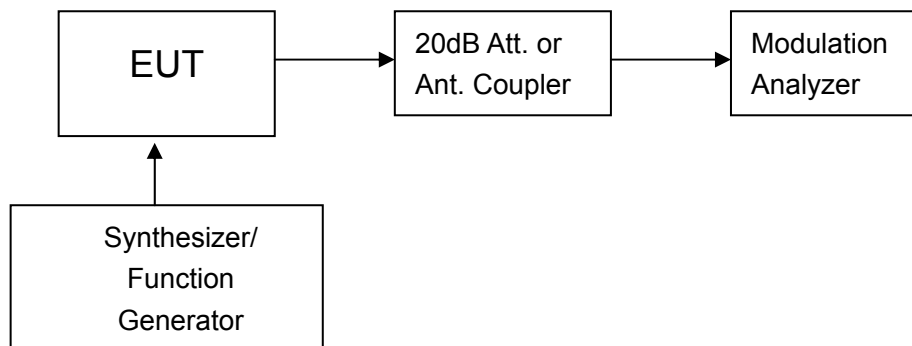 EUT
20dB Att. or
Ant. Coupler
Modulation
Analyzer
Synthesizer/
Function
Generator